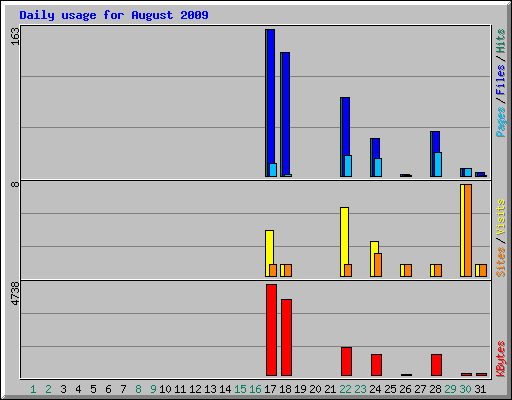 Daily usage for August 2009
163
Pages/Files/Hits
8
Sites/Visits
4738
KBytes
1 2 3 4 5 6 7 8 9 10 11 12 13 14 15 16 17 18 19 20 21 22 23 24 25 26 27 28 29 30 31